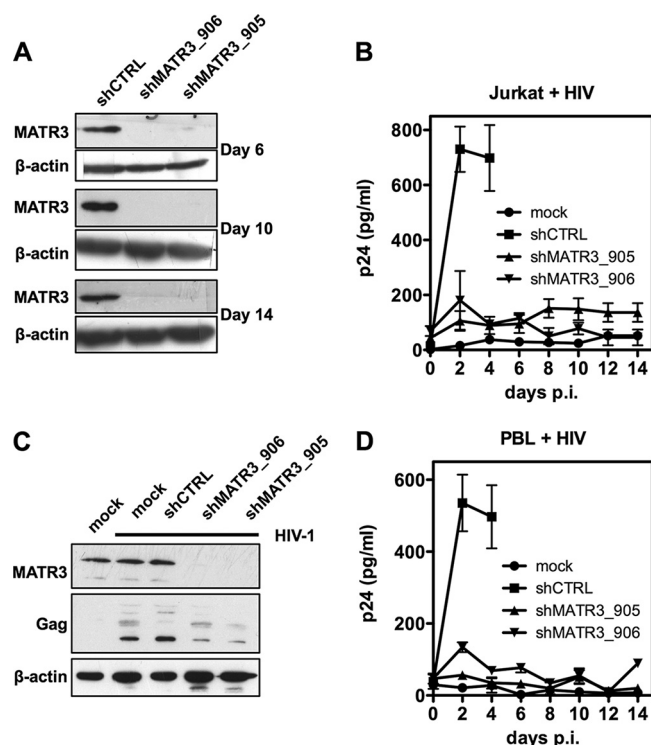 A
shCTRL
shMATR3_906
shMATR3_905
MATR3
β-actin
Day 6
MATR3
β-actin
Day 10
MATR3
β-actin
Day 14
B
Jurkat + HIV
p24 (pg/ml)
800
600
400
200
0
mock
shCTRL
shMATR3_905
shMATR3_906
0 2 4 6 8 10 12 14
days p.i.
C
mock
mock
shCTRL
shMATR3_906
shMATR3_905
HIV-1
MATR3
Gag
β-actin
D
PBL + HIV
p24 (pg/ml)
600
400
200
0
mock
shCTRL
shMATR3_905
shMATR3_906
0 2 4 6 8 10 12 14
days p.i.